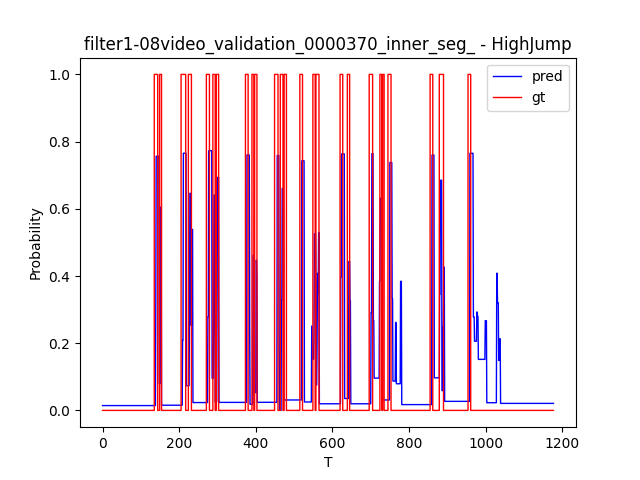 filter1-08video_validation_0000370_inner_seg_ - HighJump
pred
gt
Probability
1.0
0.8
0.6
0.4
0.2
0.0
0 200 400 600 800 1000 1200
T